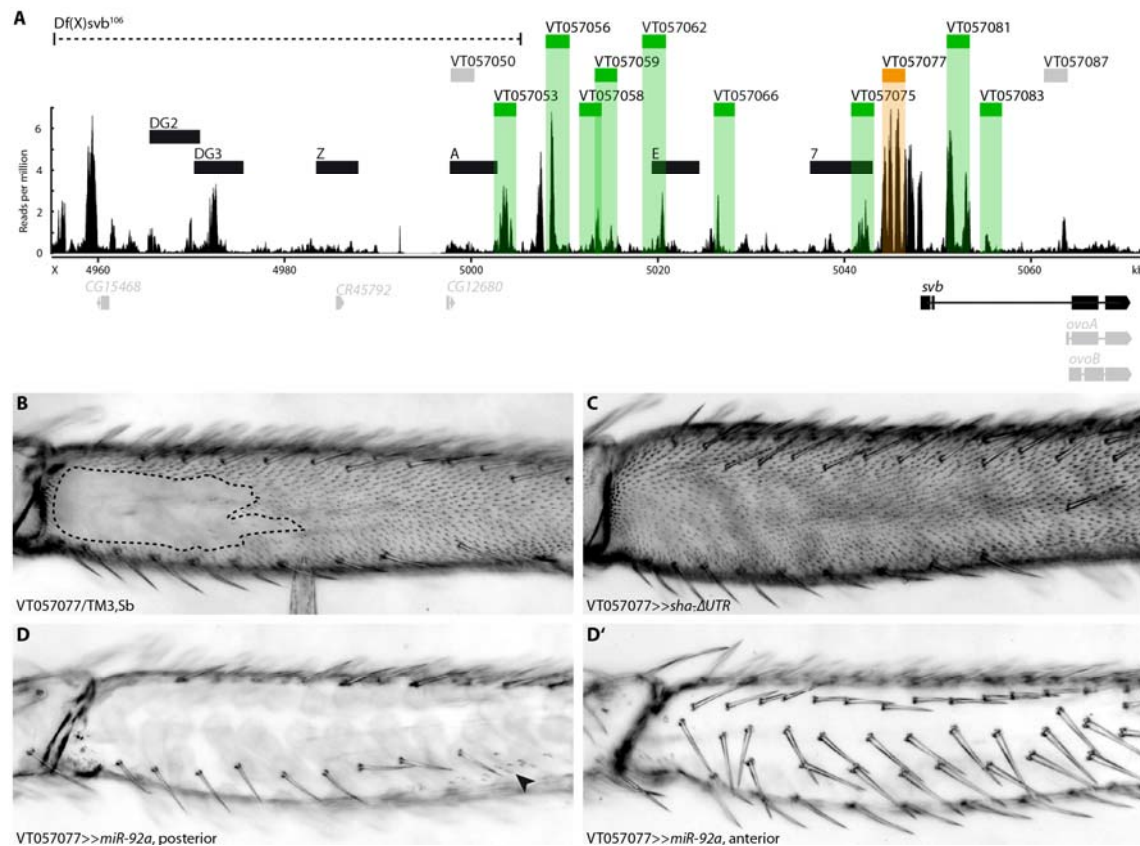 A
Df(X)svb106
VT057056
VT057062
VT057081
VT057050
VT057059
VT057077
VT057087
VT057053
VT057058
VT057066
VT057075
VT057083
DG2
DG3
Z
A
E
7
Reads per million
6
4
2
0
X
4960
4980
5000
5020
5040
5060
CG15468
CR45792
CG12680
svb
ovoA
ovoB
B
VT057077/TM3,Sb
C
VT057077>>sha-ΔUTR
D
VT057077>>miR-92a, posterior
D'
VT057077>>miR-92a, anterior